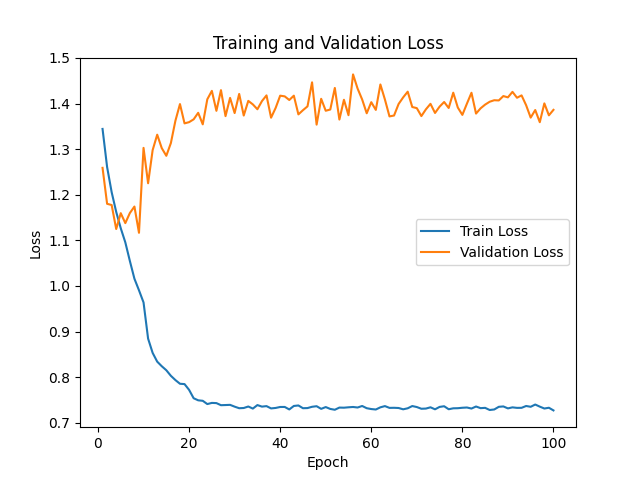 Training and Validation Loss
1.5
1.4
1.3
1.2
1.1
1.0
0.9
0.8
0.7
Loss
Train Loss
Validation Loss
0 20 40 60 80 100
Epoch